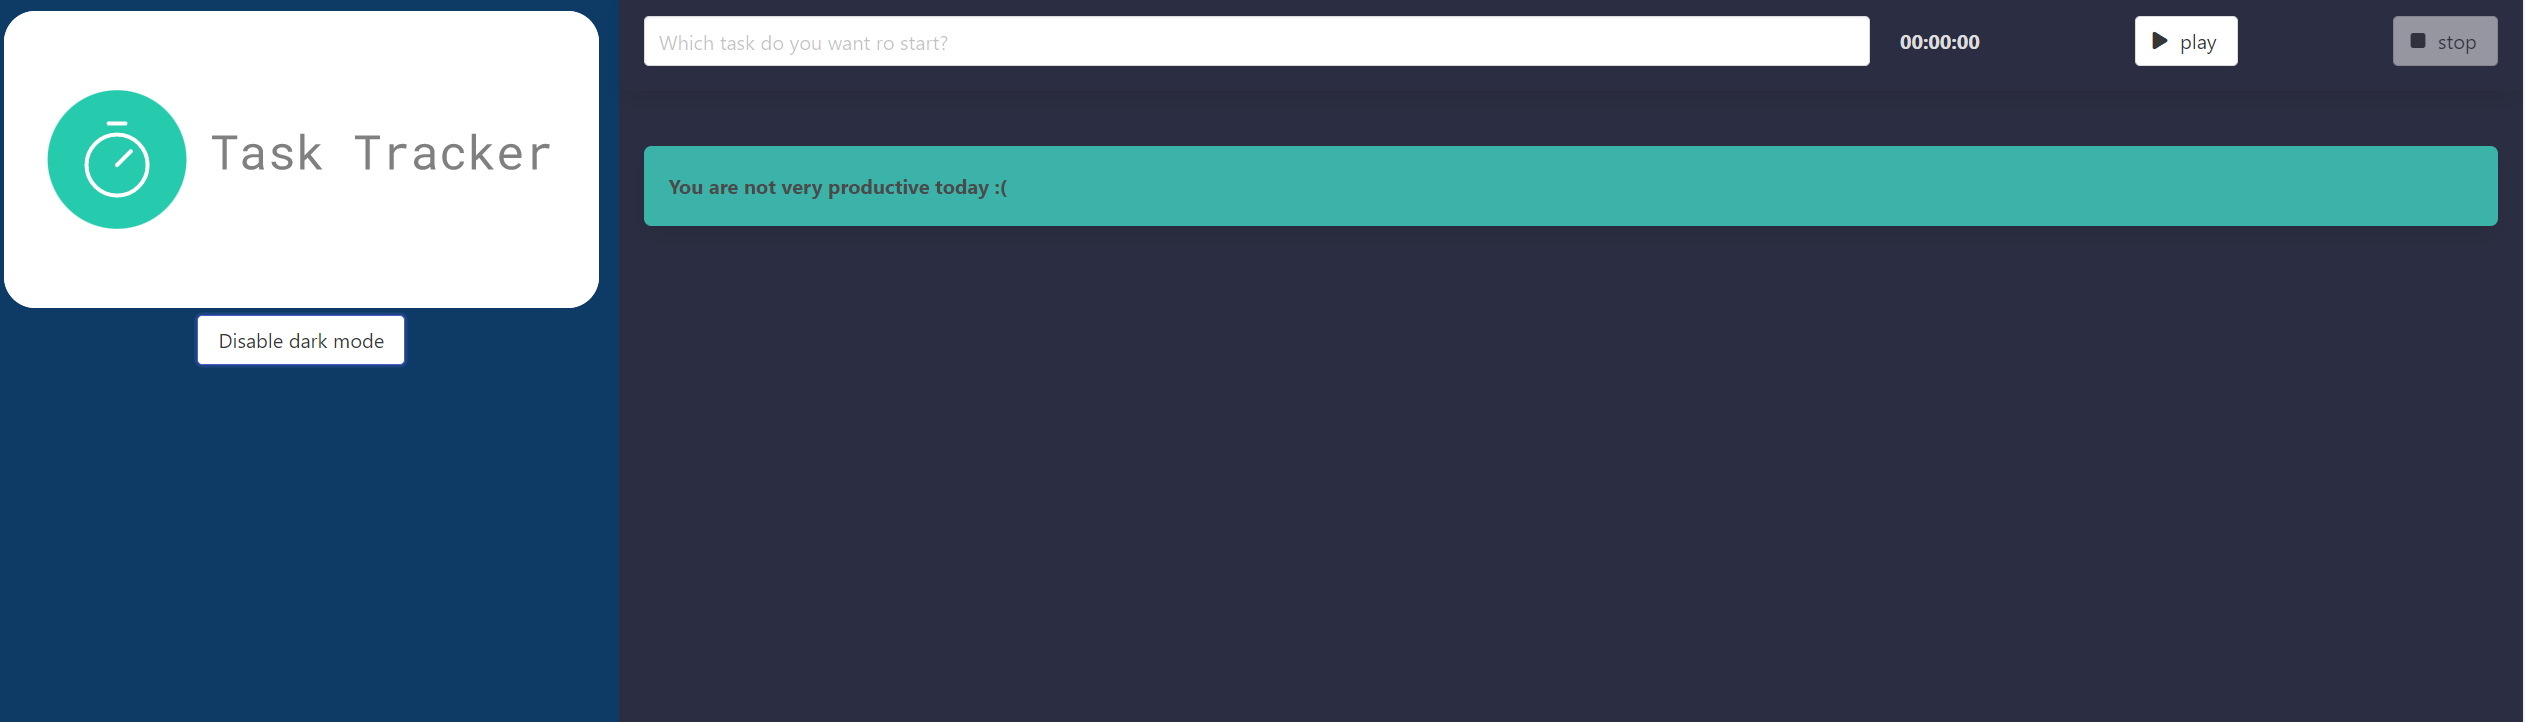 Task Tracker
Disable dark mode
Which task do you want ro start?
00:00:00
play
stop
You are not very productive today :(